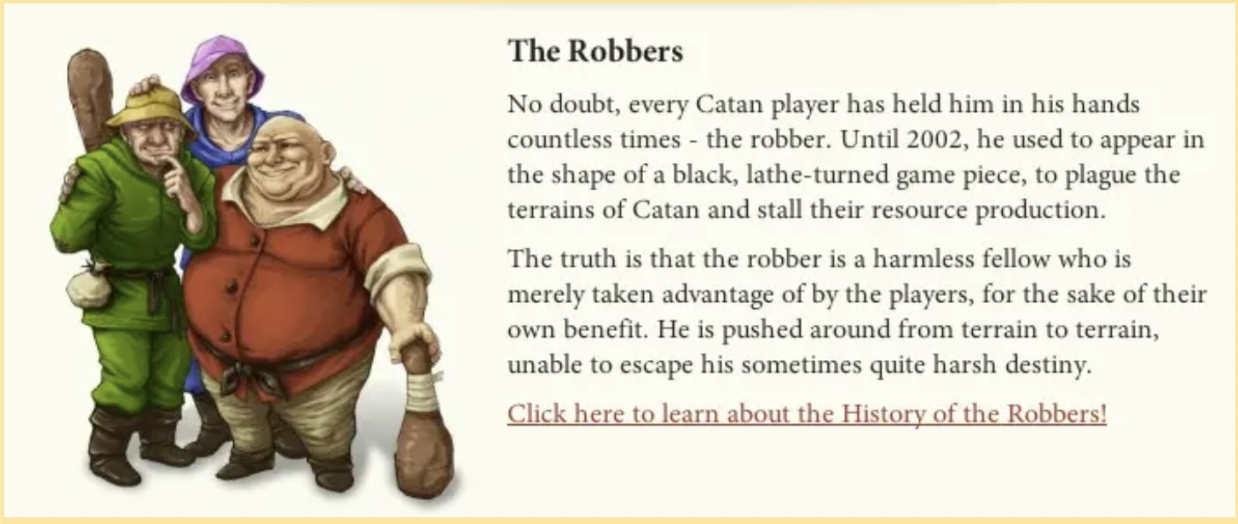 The Robbers
No doubt, every Catan player has held him in his hands
countless times - the robber. Until 2002, he used to appear in
the shape of a black, lathe-turned game piece, to plague the
terrains of Catan and stall their resource production.
The truth is that the robber is a harmless fellow who is
merely taken advantage of by the players, for the sake of their
own benefit. He is pushed around from terrain to terrain,
unable to escape his sometimes quite harsh destiny.
Click here to learn about the History of the Robbers!